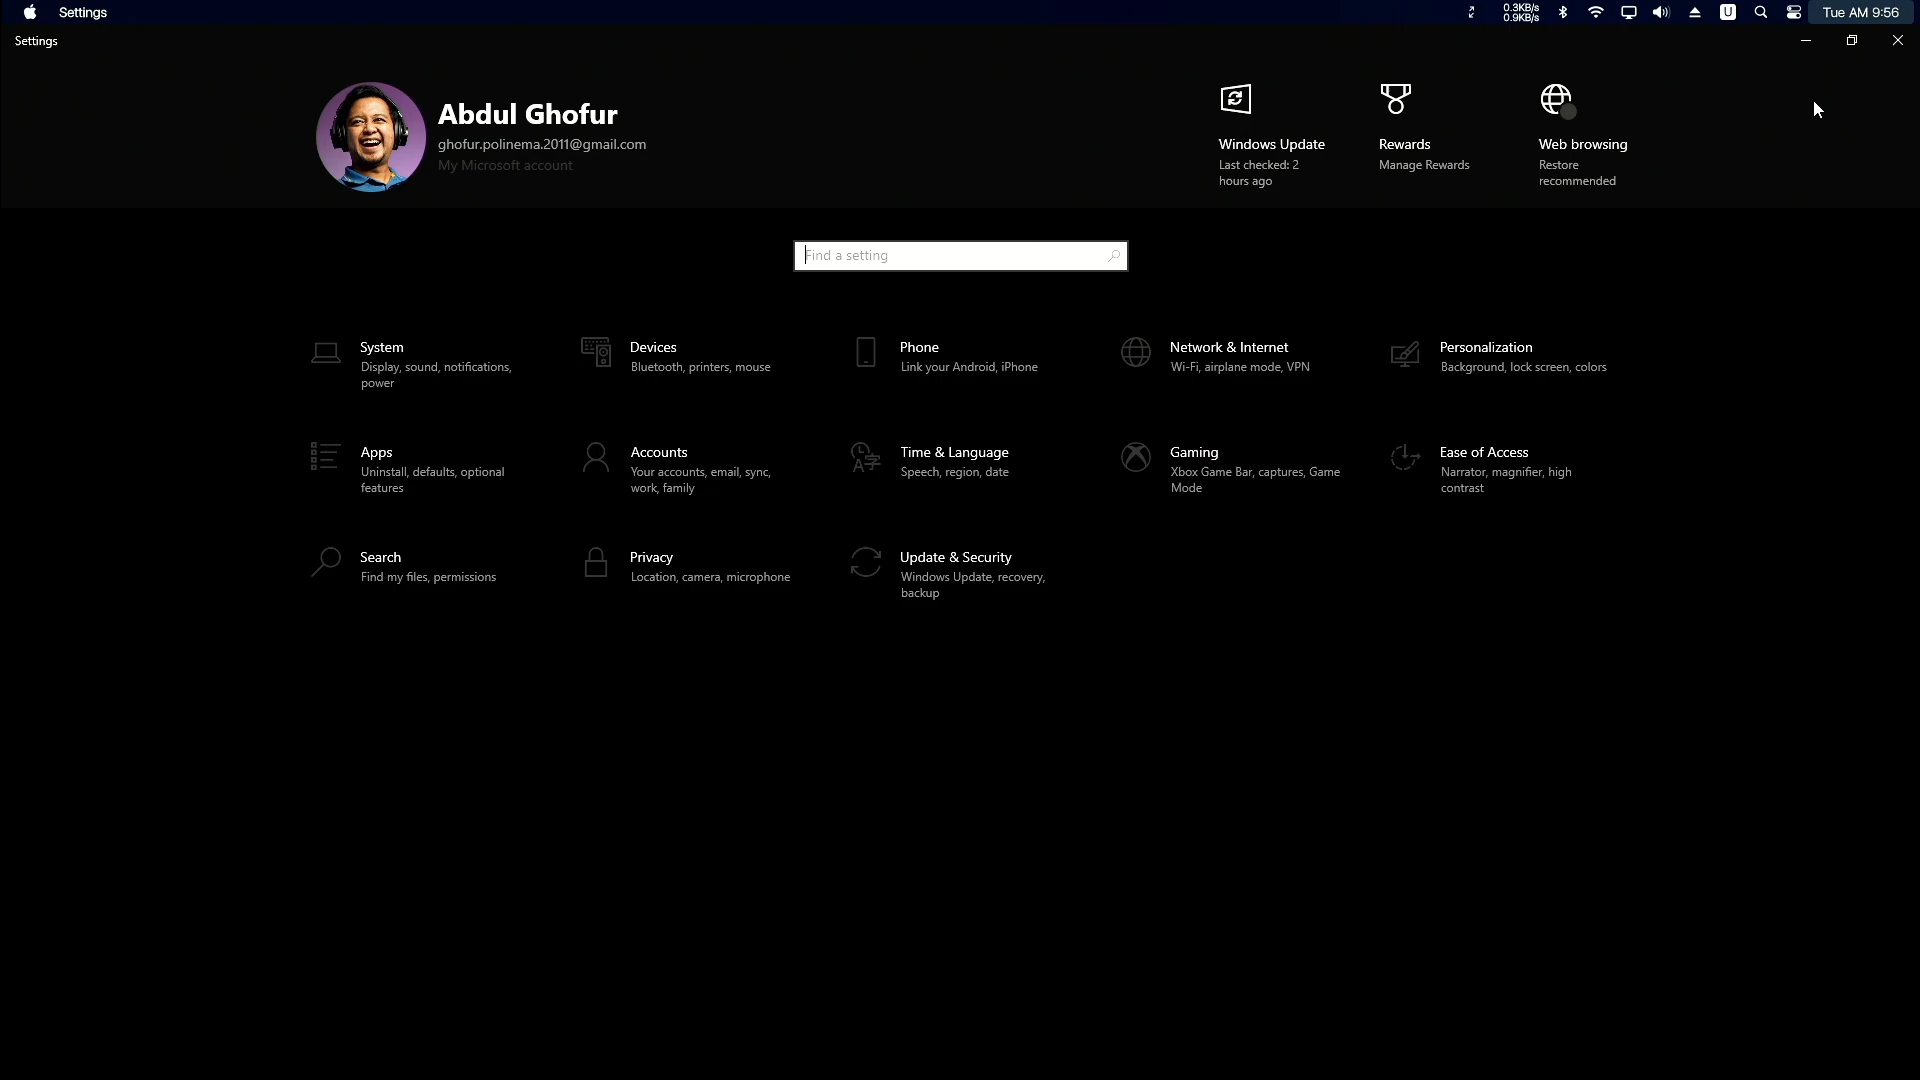 Settings
0.3KB/s
0.9KB/s
U
Tue AM 9:56
Settings
Abdul Ghofur
ghofur.polinema.2011@gmail.com
My Microsoft account
Windows Update
Last checked: 2
hours ago
Rewards
Manage Rewards
Web browsing
Restore
recommended
Find a setting
System
Display, sound, notifications,
power
Devices
Bluetooth, printers, mouse
Phone
Link your Android, iPhone
Network & Internet
Wi-Fi, airplane mode, VPN
Personalization
Background, lock screen, colors
Apps
Uninstall, defaults, optional
features
Accounts
Your accounts, email, sync,
work, family
Time & Language
Speech, region, date
Gaming
Xbox Game Bar, captures, Game
Mode
Ease of Access
Narrator, magnifier, high
contrast
Search
Find my files, permissions
Privacy
Location, camera, microphone
Update & Security
Windows Update, recovery,
backup